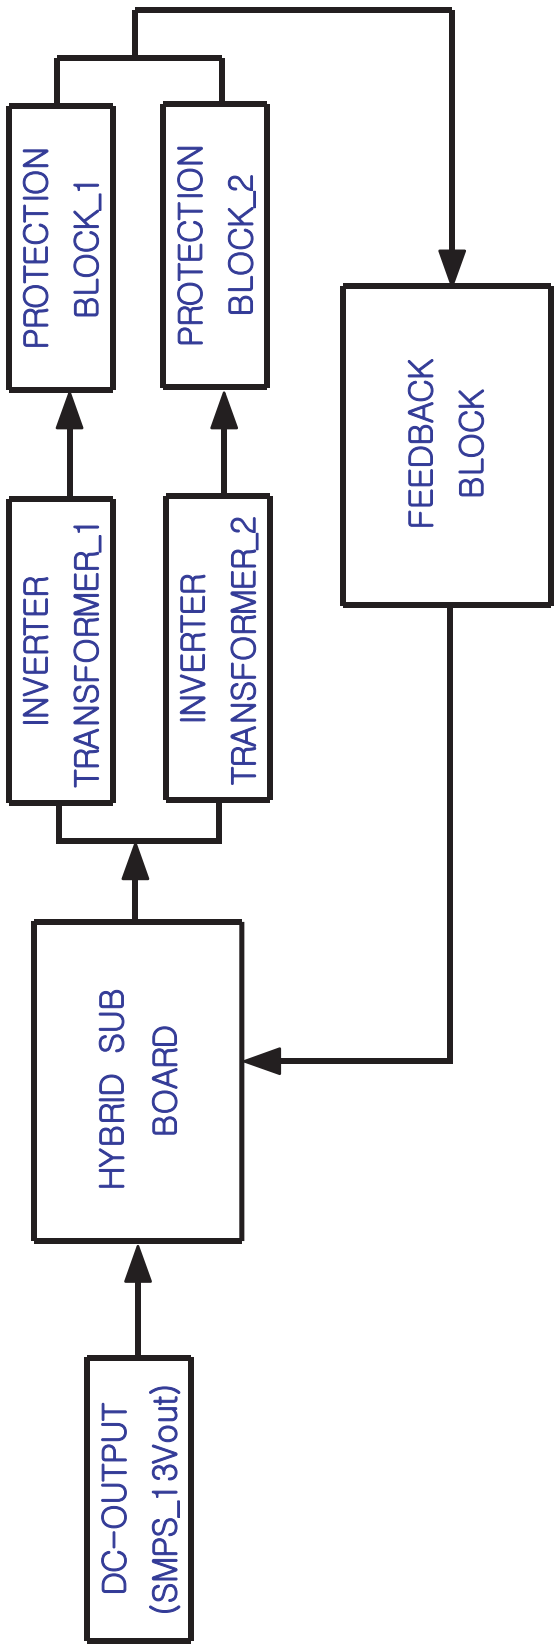 DC-OUTPUT
(SMPS_13Vout)
HYBRID SUB
BOARD
INVERTER
TRANSFORMER_1
INVERTER
TRANSFORMER_2
PROTECTION
BLOCK_1
PROTECTION
BLOCK_2
FEEDBACK
BLOCK